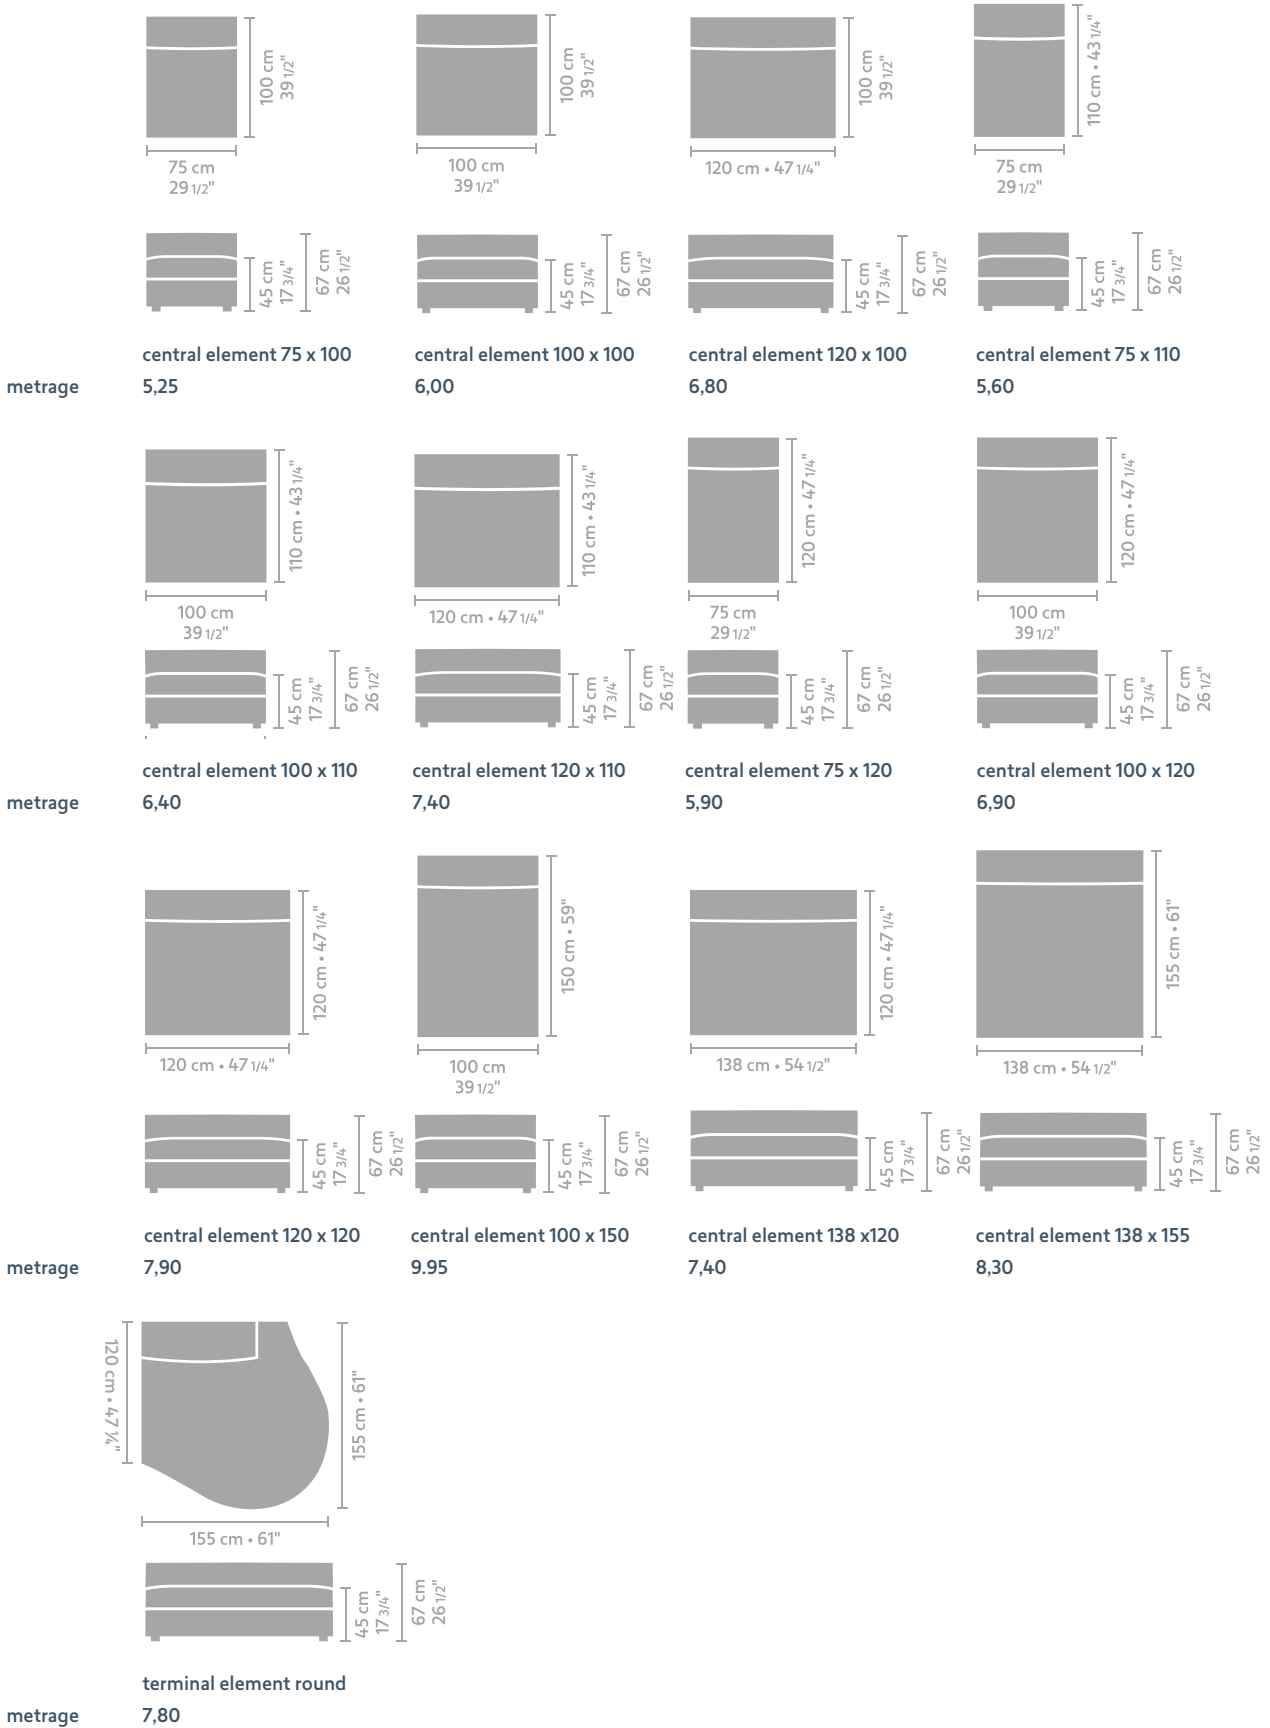 100 cm
39 1/2"
75 cm
29 1/2"
100 cm
39 1/2"
100 cm
39 1/2"
100 cm
39 1/2"
120 cm • 47 1/4"
110 cm • 43 1/4"
75 cm
29 1/2"
45 cm
17 3/4"
67 cm
26 1/2"
45 cm
17 3/4"
67 cm
26 1/2"
45 cm
17 3/4"
67 cm
26 1/2"
45 cm
17 3/4"
67 cm
26 1/2"
central element 75 x 100
central element 100 x 100
central element 120 x 100
central element 75 x 110
metrage
5,25
6,00
6,80
5,60
110 cm • 43 1/4"
100 cm
39 1/2"
110 cm • 43 1/4"
120 cm • 47 1/4"
120 cm • 47 1/4"
75 cm
29 1/2"
120 cm • 47 1/4"
100 cm
39 1/2"
45 cm
17 3/4"
67 cm
26 1/2"
45 cm
17 3/4"
67 cm
26 1/2"
45 cm
17 3/4"
67 cm
26 1/2"
45 cm
17 3/4"
67 cm
26 1/2"
central element 100 x 110
central element 120 x 110
central element 75 x 120
central element 100 x 120
metrage
6,40
7,40
5,90
6,90
120 cm • 47 1/4"
120 cm • 47 1/4"
150 cm • 59"
100 cm
39 1/2"
120 cm • 47 1/4"
138 cm • 54 1/2"
155 cm • 61"
138 cm • 54 1/2"
45 cm
17 3/4"
67 cm
26 1/2"
45 cm
17 3/4"
67 cm
26 1/2"
45 cm
17 3/4"
67 cm
26 1/2"
45 cm
17 3/4"
67 cm
26 1/2"
central element 120 x 120
central element 100 x 150
central element 138 x120
central element 138 x 155
metrage
7,90
9.95
7,40
8,30
120 cm • 47 ¼"
155 cm • 61"
155 cm • 61"
45 cm
17 3/4"
67 cm
26 1/2"
terminal element round
metrage
7,80